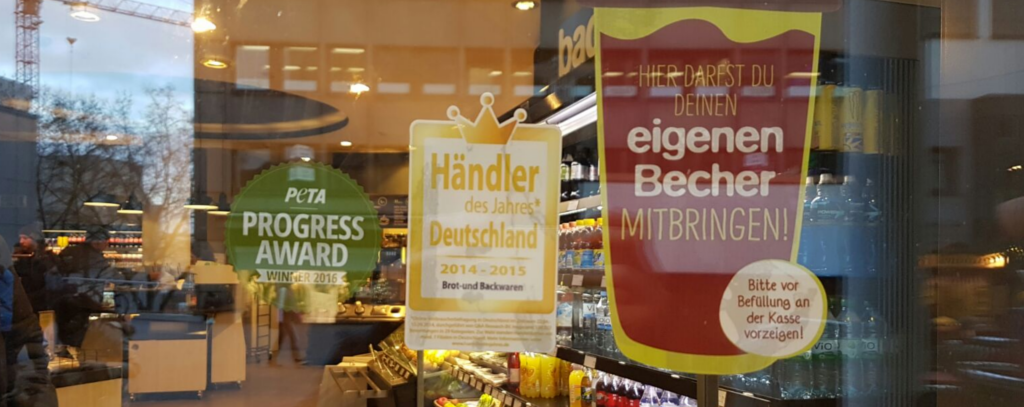 PETA
PROGRESS
AWARD
WINNER 2016
Händler
des Jahres*
Deutschland
2014 - 2015
Brot-und Backwaren
bac
HIER DARFST DU
DEINEN
eigenen
Becher
MITBRINGEN!
Bitte vor
Befüllung an
der Kasse
vorzeigen!